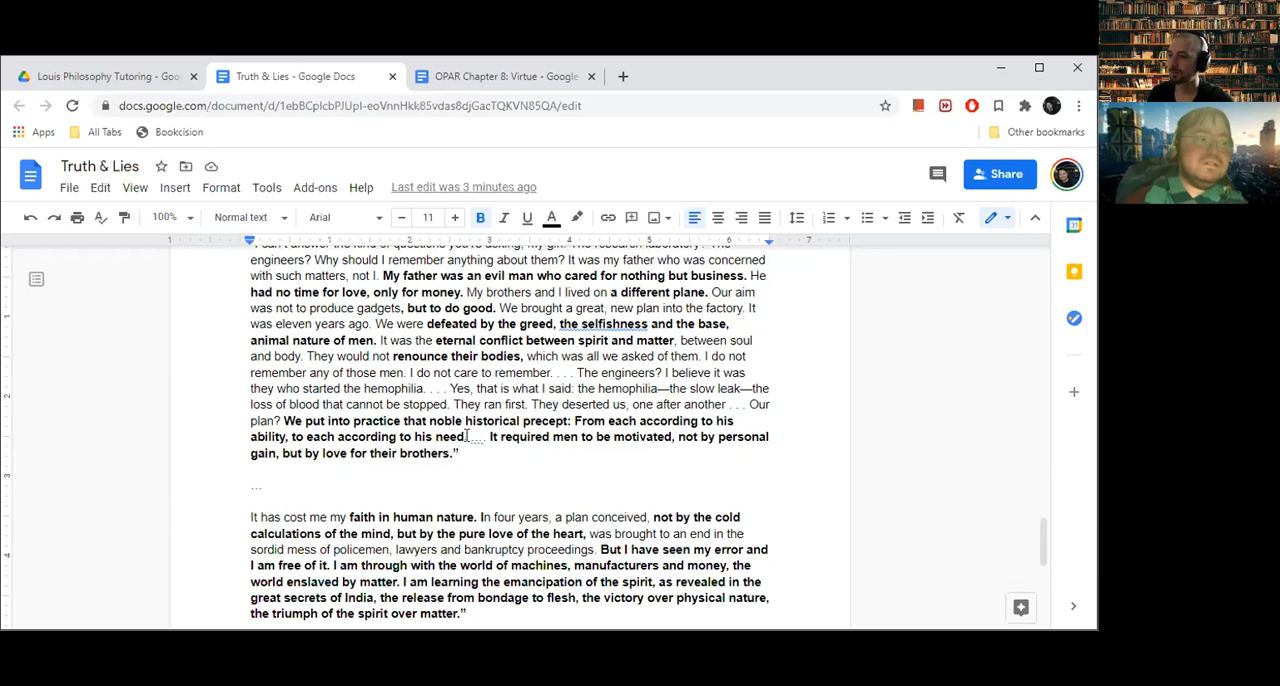 Louis Philosophy Tutoring - Goo
Truth & Lies - Google Docs
OPAR Chapter 8: Virtue - Google
docs.google.com/document/d/1ebBCpIcbPJUpI-eoVnnHkk85vdas8djGacTQKVN85QA/edit
Apps
All Tabs
Bookcision
Other bookmarks
Truth & Lies
File Edit View Insert Format Tools Add-ons Help Last edit was 3 minutes ago
Share
100% Normal text Arial 11 B I U A
1 1 2 3 4 5 6 7
engineers? Why should I remember anything about them? It was my father who was concerned
with such matters, not I. My father was an evil man who cared for nothing but business. He
had no time for love, only for money. My brothers and I lived on a different plane. Our aim
was not to produce gadgets, but to do good. We brought a great, new plan into the factory. It
was eleven years ago. We were defeated by the greed, the selfishness and the base,
animal nature of men. It was the eternal conflict between spirit and matter, between soul
and body. They would not renounce their bodies, which was all we asked of them. I do not
remember any of those men. I do not care to remember. . . . The engineers? I believe it was
they who started the hemophilia. . . . Yes, that is what I said: the hemophilia—the slow leak—the
loss of blood that cannot be stopped. They ran first. They deserted us, one after another . . . Our
plan? We put into practice that noble historical precept: From each according to his
ability, to each according to his need. .... It required men to be motivated, not by personal
gain, but by love for their brothers.”
...
It has cost me my faith in human nature. In four years, a plan conceived, not by the cold
calculations of the mind, but by the pure love of the heart, was brought to an end in the
sordid mess of policemen, lawyers and bankruptcy proceedings. But I have seen my error and
I am free of it. I am through with the world of machines, manufacturers and money, the
world enslaved by matter. I am learning the emancipation of the spirit, as revealed in the
great secrets of India, the release from bondage to flesh, the victory over physical nature,
the triumph of the spirit over matter.”